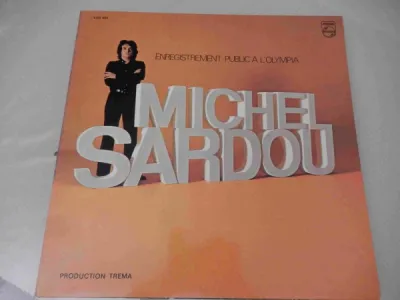 ENREGISTREMENT PUBLIC A L'OLYMPIA
MICHEL
SARDOU
PRODUCTION TREMA